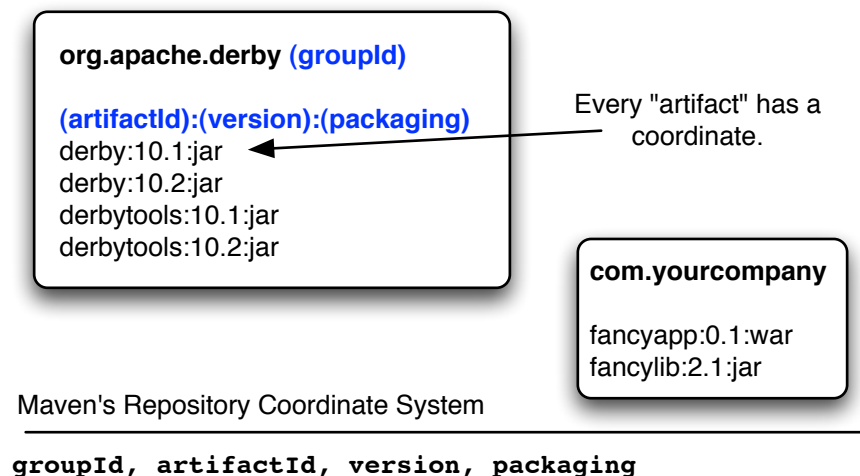 org.apache.derby (groupId)
(artifactId):(version):(packaging)
derby:10.1:jar
derby:10.2:jar
derbytools:10.1:jar
derbytools:10.2:jar
Every "artifact" has a
coordinate.
com.yourcompany
fancyapp:0.1:war
fancylib:2.1:jar
Maven's Repository Coordinate System
groupId, artifactId, version, packaging